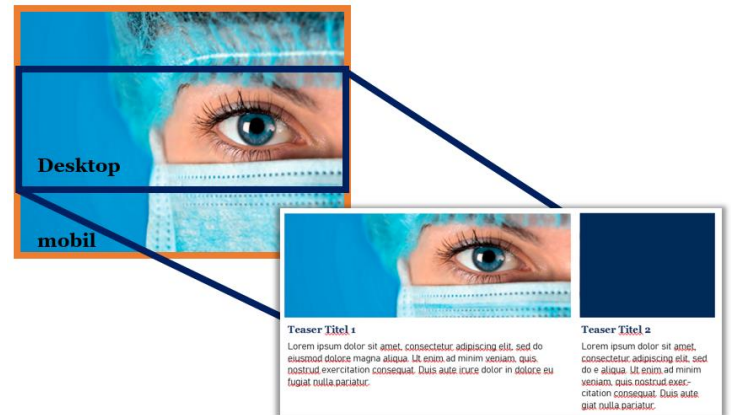 Desktop
mobil
Teaser Titel 1
Lorem ipsum dolor sit amet, consectetur adipiscing elit, sed do
eiusmod dolore magna aliqua. Ut enim ad minim veniam, quis
nostrud exercitation consequat. Duis aute irure dolor in dolore eu
fugiat nulla pariatur.
Teaser Titel 2
Lorem ipsum dolor sit amet,
consectetur adipiscing elit, sed
do e aliqua. Ut enim ad minim
veniam, quis nostrud exer-
citation consequat. Duis aute
giat nulla pariatur.